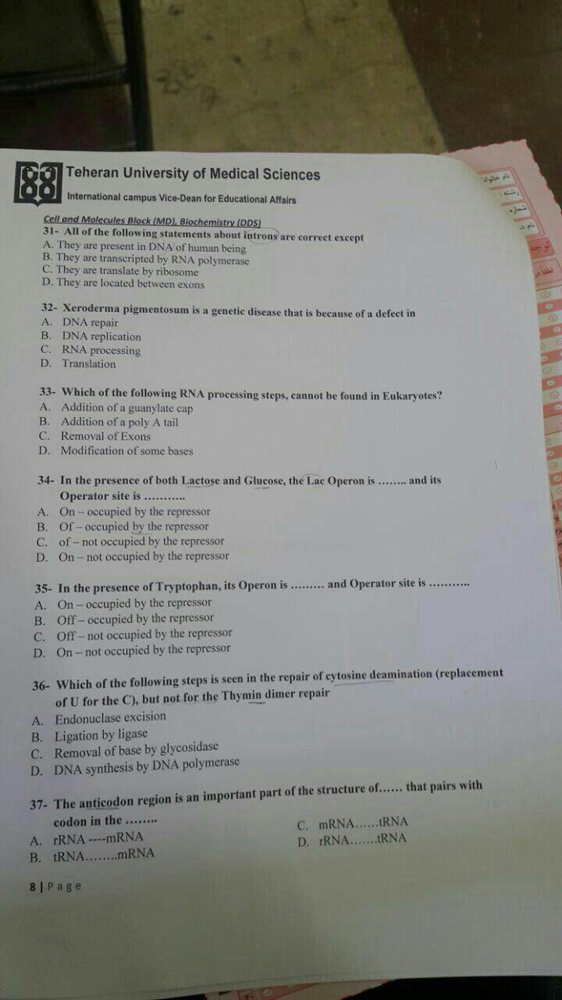 Teheran University of Medical Sciences
International campus Vice-Dean for Educational Affairs
Cell and Molecules Block (MD), Biochemistry (DDS)
31- All of the following statements about introns are correct except
A. They are present in DNA of human being
B. They are transcripted by RNA polymerase
C. They are translate by ribosome
D. They are located between exons
32- Xeroderma pigmentosum is a genetic disease that is because of a defect in
A. DNA repair
B. DNA replication
C. RNA processing
D. Translation
33- Which of the following RNA processing steps, cannot be found in Eukaryotes?
A. Addition of a guanylate cap
B. Addition of a poly A tail
C. Removal of Exons
D. Modification of some bases
34- In the presence of both Lactose and Glucose, the Lac Operon is ........ and its
Operator site is ...........
A. On – occupied by the repressor
B. Of – occupied by the repressor
C. of – not occupied by the repressor
D. On – not occupied by the repressor
35- In the presence of Tryptophan, its Operon is ......... and Operator site is ...........
A. On – occupied by the repressor
B. Off – occupied by the repressor
C. Off – not occupied by the repressor
D. On – not occupied by the repressor
36- Which of the following steps is seen in the repair of cytosine deamination (replacement
of U for the C), but not for the Thymin dimer repair
A. Endonuclease excision
B. Ligation by ligase
C. Removal of base by glycosidase
D. DNA synthesis by DNA polymerase
37- The anticodon region is an important part of the structure of...... that pairs with
codon in the ........
A. rRNA ----mRNA
B. tRNA........mRNA
C. mRNA......tRNA
D. rRNA.......tRNA
8 | Page
نام خانواد
رشته :
شماره
نام د
توجه
لطفاً در